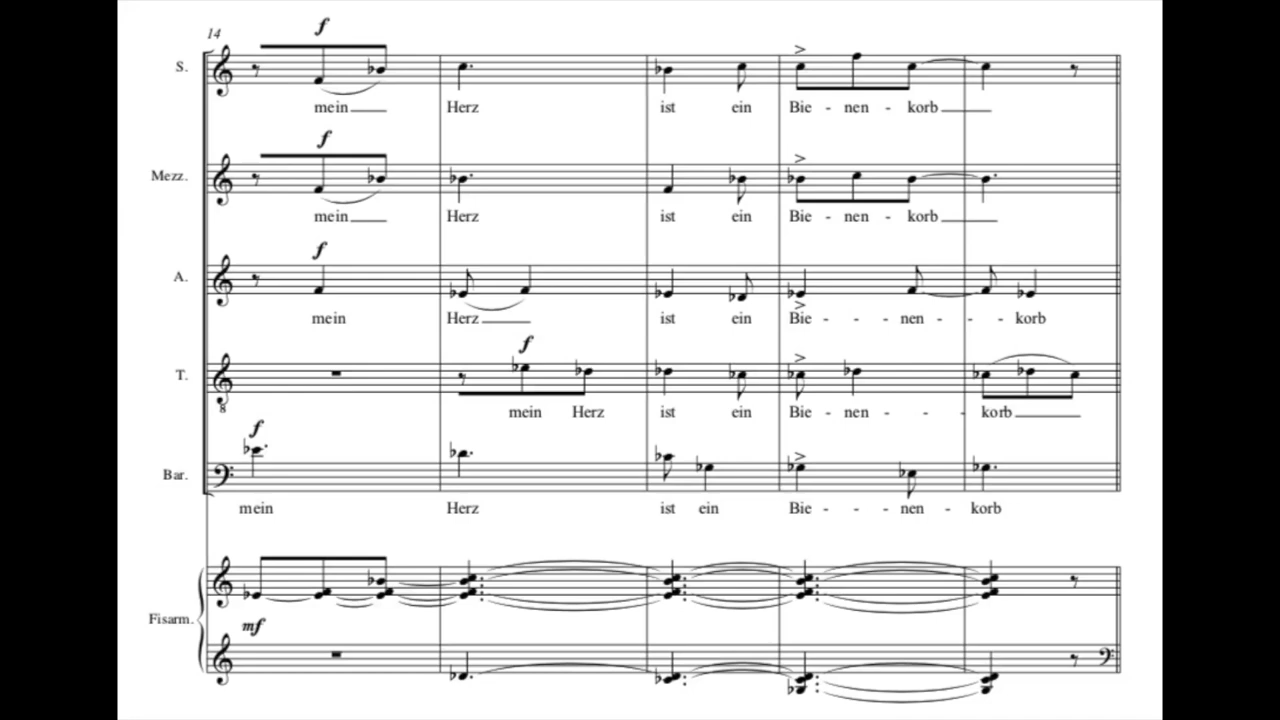 14
f
S.
mein Herz ist ein Bie - nen - korb
f
Mezz.
mein Herz ist ein Bie - nen - korb
f
A.
mein Herz ist ein Bie - - - nen - - - korb
f
T.
8
mein Herz ist ein Bie - nen - - - korb
f
Bar.
mein Herz ist ein Bie - - - nen - korb
Fisarm.
mf